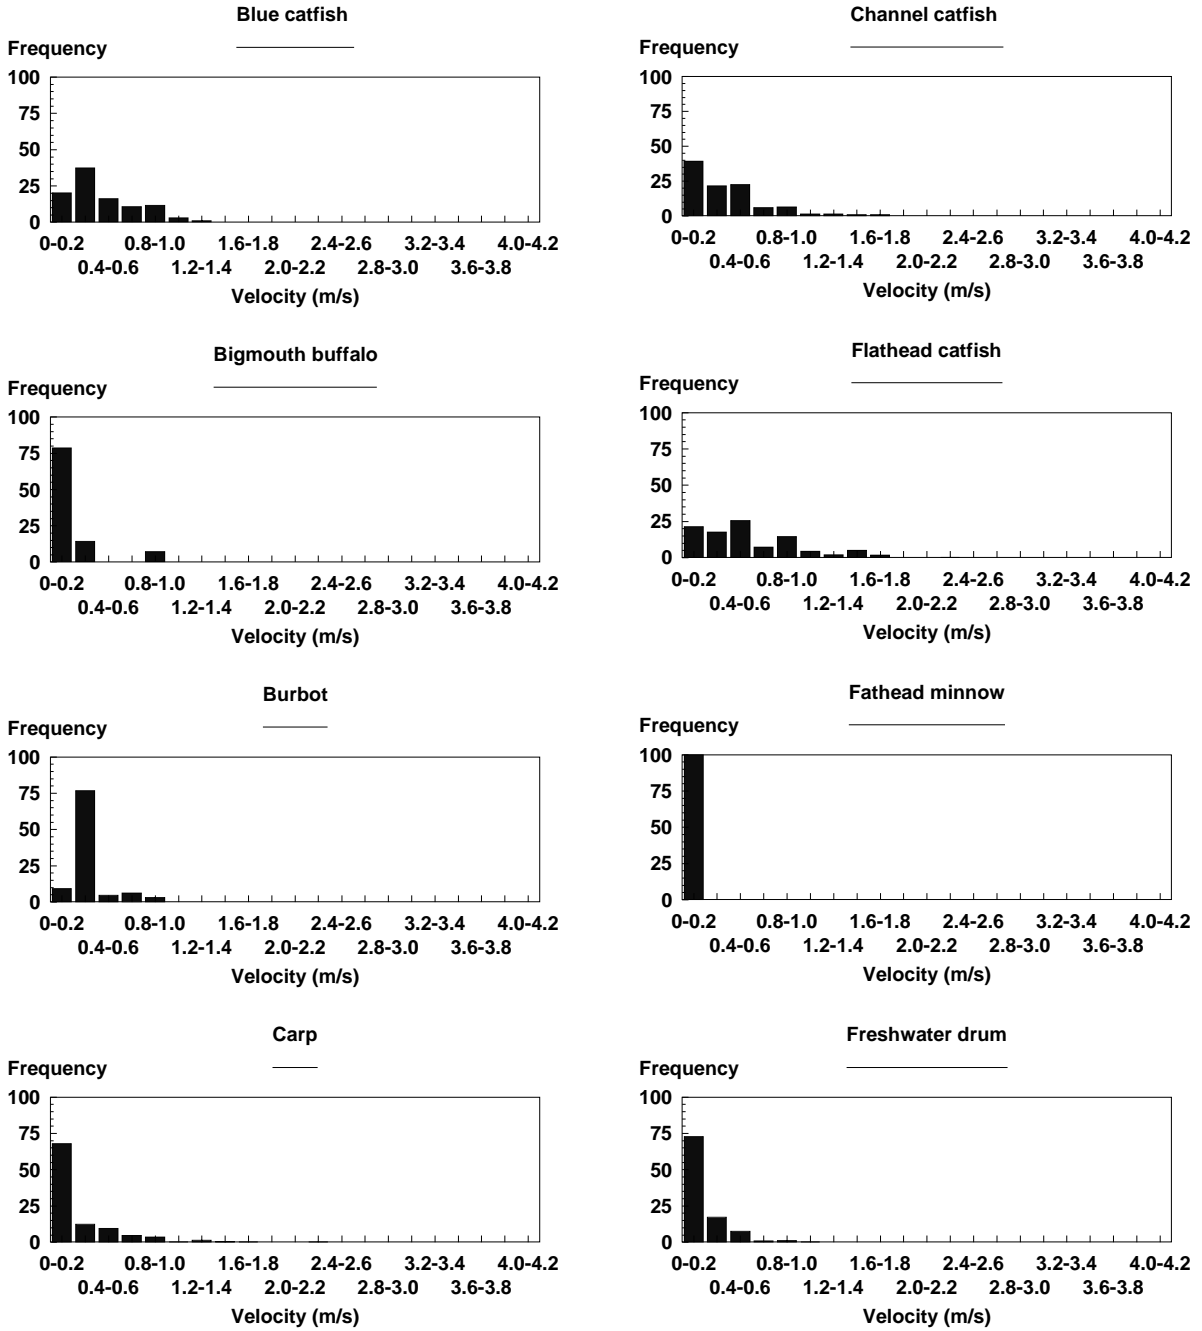 Blue catfish
Frequency
100
75
50
25
0
0-0.2 0.8-1.0 1.6-1.8 2.4-2.6 3.2-3.4 4.0-4.2
0.4-0.6 1.2-1.4 2.0-2.2 2.8-3.0 3.6-3.8
Velocity (m/s)
Channel catfish
Frequency
100
75
50
25
0
0-0.2 0.8-1.0 1.6-1.8 2.4-2.6 3.2-3.4 4.0-4.2
0.4-0.6 1.2-1.4 2.0-2.2 2.8-3.0 3.6-3.8
Velocity (m/s)
Bigmouth buffalo
Frequency
100
75
50
25
0
0-0.2 0.8-1.0 1.6-1.8 2.4-2.6 3.2-3.4 4.0-4.2
0.4-0.6 1.2-1.4 2.0-2.2 2.8-3.0 3.6-3.8
Velocity (m/s)
Flathead catfish
Frequency
100
75
50
25
0
0-0.2 0.8-1.0 1.6-1.8 2.4-2.6 3.2-3.4 4.0-4.2
0.4-0.6 1.2-1.4 2.0-2.2 2.8-3.0 3.6-3.8
Velocity (m/s)
Burbot
Frequency
100
75
50
25
0
0-0.2 0.8-1.0 1.6-1.8 2.4-2.6 3.2-3.4 4.0-4.2
0.4-0.6 1.2-1.4 2.0-2.2 2.8-3.0 3.6-3.8
Velocity (m/s)
Fathead minnow
Frequency
100
75
50
25
0
0-0.2 0.8-1.0 1.6-1.8 2.4-2.6 3.2-3.4 4.0-4.2
0.4-0.6 1.2-1.4 2.0-2.2 2.8-3.0 3.6-3.8
Velocity (m/s)
Carp
Frequency
100
75
50
25
0
0-0.2 0.8-1.0 1.6-1.8 2.4-2.6 3.2-3.4 4.0-4.2
0.4-0.6 1.2-1.4 2.0-2.2 2.8-3.0 3.6-3.8
Velocity (m/s)
Freshwater drum
Frequency
100
75
50
25
0
0-0.2 0.8-1.0 1.6-1.8 2.4-2.6 3.2-3.4 4.0-4.2
0.4-0.6 1.2-1.4 2.0-2.2 2.8-3.0 3.6-3.8
Velocity (m/s)